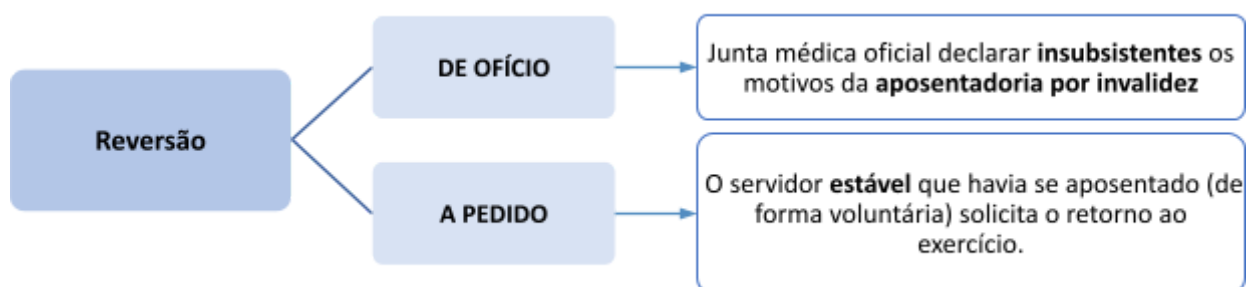 Reversão
DE OFÍCIO
Junta médica oficial declarar insubsistentes os
motivos da aposentadoria por invalidez
A PEDIDO
O servidor estável que havia se aposentado (de
forma voluntária) solicita o retorno ao
exercício.